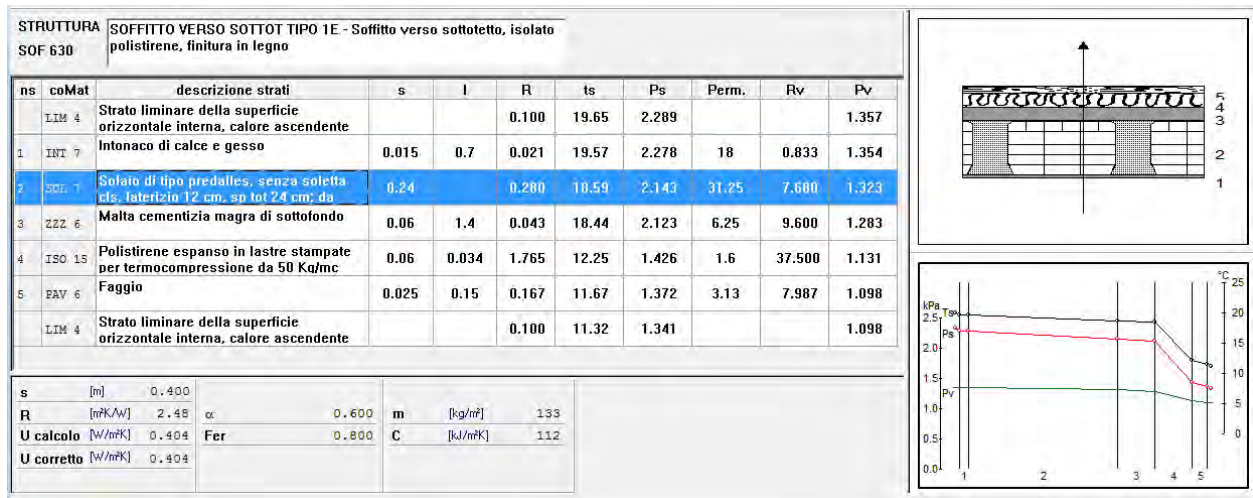 STRUTTURA
SOF 630
SOFFITTO VERSO SOTTOT TIPO 1E - Soffitto verso sottotetto, isolato
polistirene, finitura in legno
ns coMat descrizione strati s l R ts Ps Perm. Rv Pv
LIM 4 Strato liminare della superficie
orizzontale interna, calore ascendente 0.100 19.65 2.289 1.357
1 INT 7 Intonaco di calce e gesso 0.015 0.7 0.021 19.57 2.278 18 0.833 1.354
2 SOL 7 Solaio di tipo predalles, senza soletta
cls, laterizio 12 cm, sp tot 24 cm; da 0.24 0.280 18.59 2.143 31.25 7.680 1.323
3 ZZZ 6 Malta cementizia magra di sottofondo 0.06 1.4 0.043 18.44 2.123 6.25 9.600 1.283
4 ISO 15 Polistirene espanso in lastre stampate
per termocompressione da 50 Kg/mc 0.06 0.034 1.765 12.25 1.426 1.6 37.500 1.131
5 PAV 6 Faggio 0.025 0.15 0.167 11.67 1.372 3.13 7.987 1.098
LIM 4 Strato liminare della superficie
orizzontale interna, calore ascendente 0.100 11.32 1.341 1.098
s [m] 0.400
R [m²K/W] 2.48 α 0.600 m [kg/m²] 133
U calcolo [W/m²K] 0.404 Fer 0.800 C [kJ/m²K] 112
U corretto [W/m²K] 0.404
5
4
3
2
1
°C
25
20
15
10
5
0
kPa
2.5
2.0
1.5
1.0
0.5
0.0
Ts
Ps
Pv
1 2 3 4 5